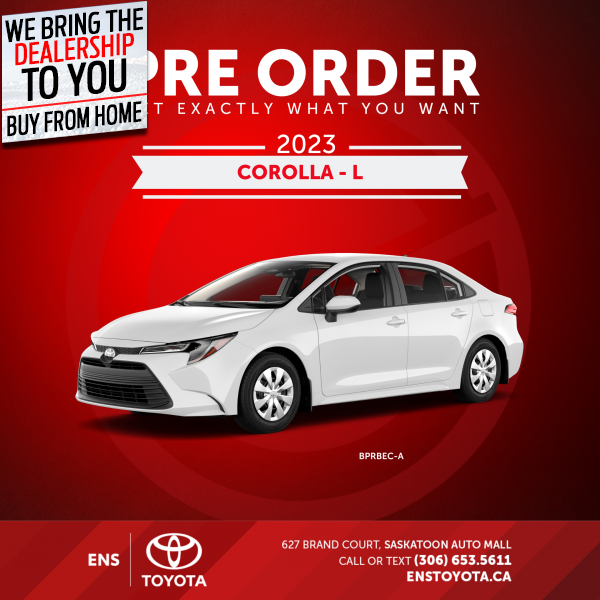 WE BRING THE
DEALERSHIP
TO YOU
BUY FROM HOME
PRE ORDER
ET EXACTLY WHAT YOU WANT
2023
COROLLA - L
BPRBEC-A
ENS
TOYOTA
627 BRAND COURT, SASKATOON AUTO MALL
CALL OR TEXT (306) 653.5611
ENSTOYOTA.CA